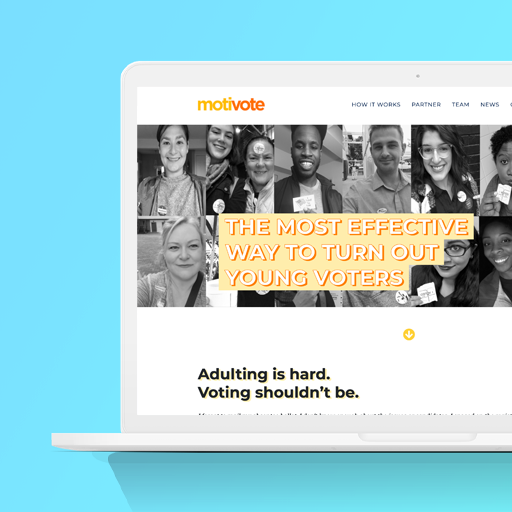 motivote
HOW IT WORKS PARTNER TEAM NEWS
THE MOST EFFECTIVE
WAY TO TURN OUT
YOUNG VOTERS
Adulting is hard.
Voting shouldn't be.